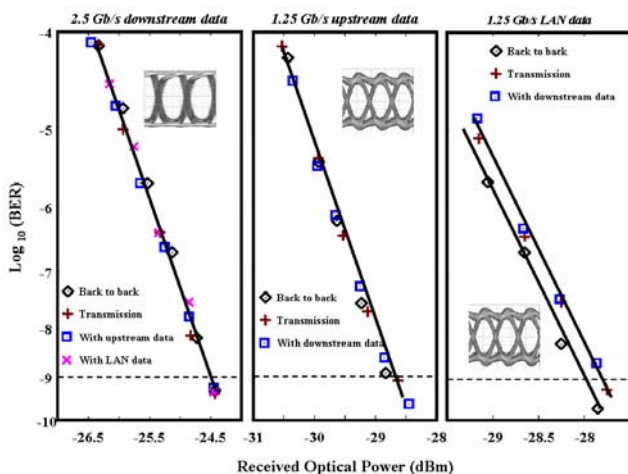 2.5 Gb/s downstream data
1.25 Gb/s upstream data
1.25 Gb/s LAN data
Log 10 (BER)
-4
-5
-6
-7
-8
-9
-10
Back to back
Transmission
With upstream data
With LAN data
-26.5
-25.5
-24.5
Back to back
Transmission
With downstream data
-31
-30
-29
-28
Back to back
Transmission
With downstream data
-29
-28.5
-28
Received Optical Power (dBm)